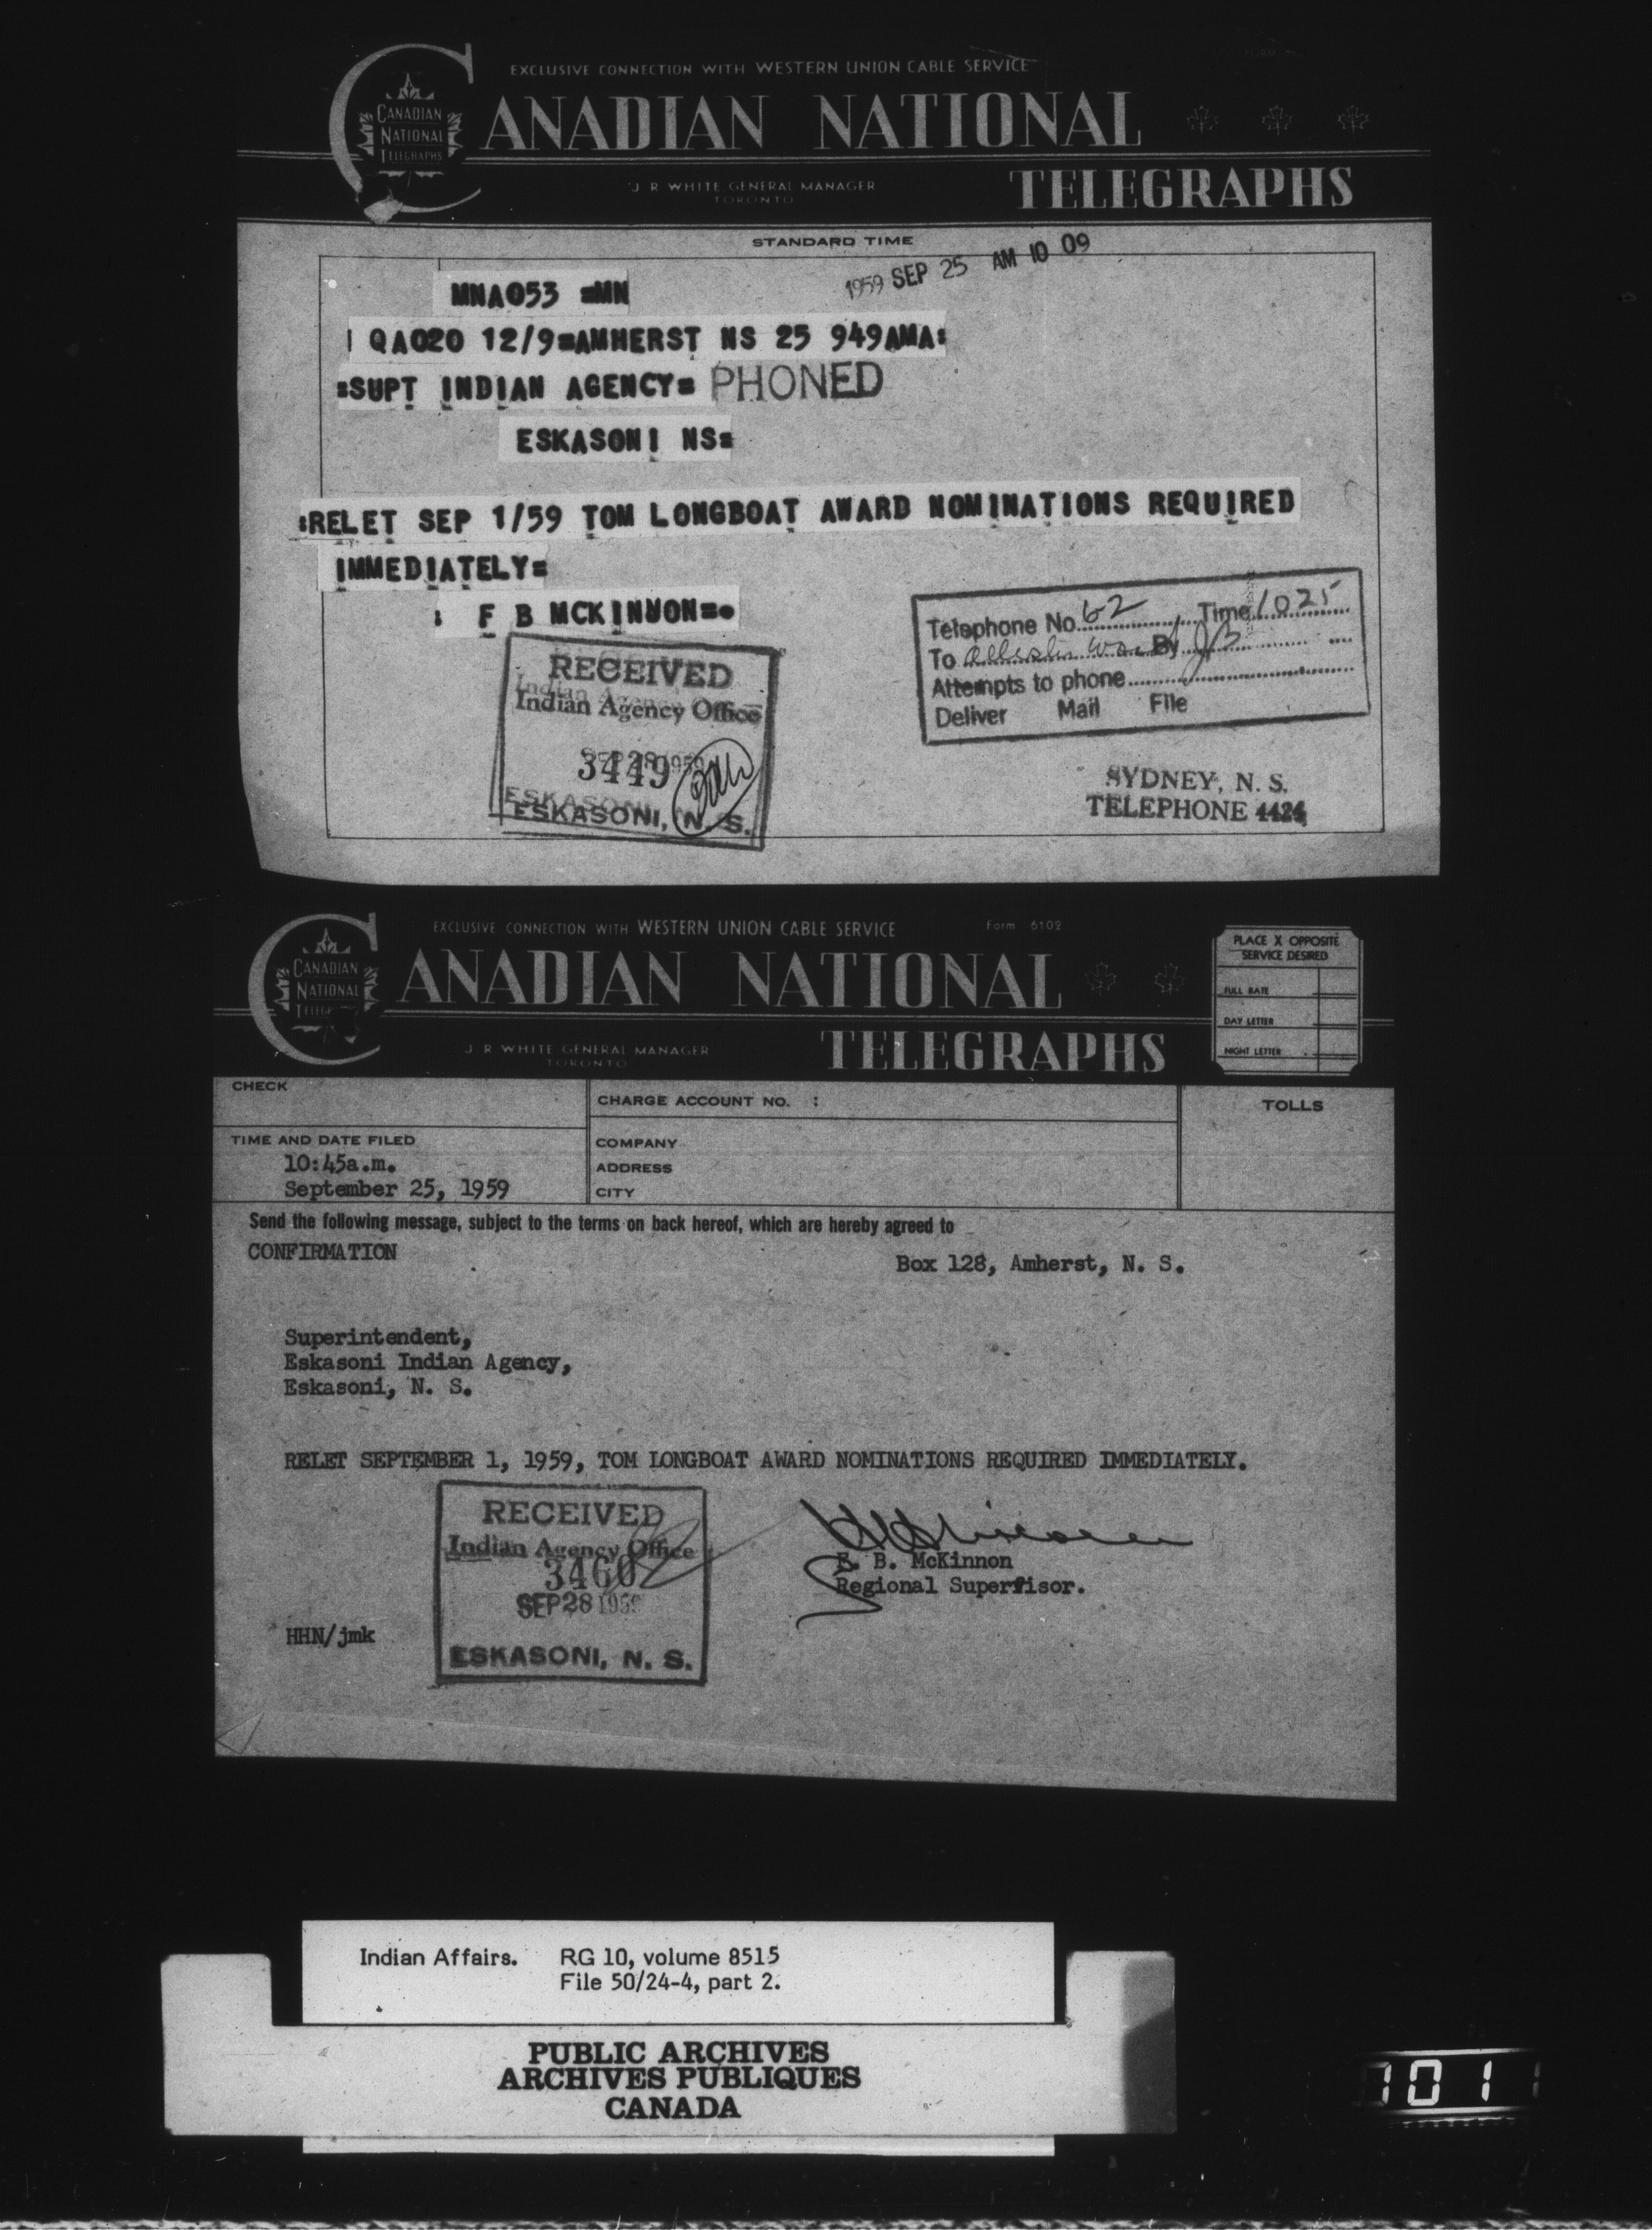 EXCLUSIVE CONNECTION WITH WESTERN UNION CABLE SERVICE
CANADIAN NATIONAL
CANADIAN
NATIONAL
TELEGRAPHS
TELEGRAPHS
J. R. WHITE, GENERAL MANAGER
TORONTO
STANDARD TIME
1959 SEP 25 AM 10 09
MNA053 =MN
QA020 12/9=AMHERST NS 25 949AMA:
=SUPT INDIAN AGENCY= PHONED
ESKASONI NS=
:RELET SEP 1/59 TOM LONGBOAT AWARD NOMINATIONS REQUIRED
IMMEDIATELY=
: F B MCKINNON=
Telephone No. 62 Time 1025
To By JB
Attempts to phone
Deliver Mail File
RECEIVED
Indian Agency Office
SEP 28 1959
3449
ESKASONI, N. S.
SYDNEY, N. S.
TELEPHONE 4424
EXCLUSIVE CONNECTION WITH WESTERN UNION CABLE SERVICE
Form 6102
CANADIAN NATIONAL
CANADIAN
NATIONAL
TELEGRAPHS
J. R. WHITE, GENERAL MANAGER
TORONTO
PLACE X OPPOSITE
SERVICE DESIRED
FULL RATE
DAY LETTER
NIGHT LETTER
CHECK
CHARGE ACCOUNT NO. :
TOLLS
TIME AND DATE FILED
10:45a.m.
September 25, 1959
COMPANY
ADDRESS
CITY
Send the following message, subject to the terms on back hereof, which are hereby agreed to
CONFIRMATION
Box 128, Amherst, N. S.
Superintendent,
Eskasoni Indian Agency,
Eskasoni, N. S.
RELET SEPTEMBER 1, 1959, TOM LONGBOAT AWARD NOMINATIONS REQUIRED IMMEDIATELY.
RECEIVED
Indian Agency Office
3460
SEP 28 1959
ESKASONI, N. S.
F. B. McKinnon
Regional Supervisor.
HHN/jmk
Indian Affairs. RG 10, volume 8515
File 50/24-4, part 2.
PUBLIC ARCHIVES
ARCHIVES PUBLIQUES
CANADA
101